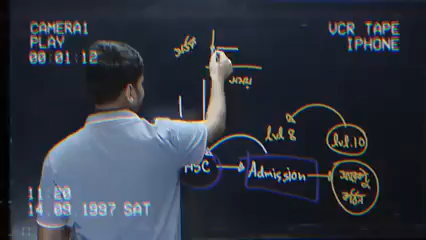 CAMERA1
PLAY
00:01:12
VCR TAPE
IPHONE
lvl 8
lvl.10
HSC
Admission
11:20
14.09.1997 SAT